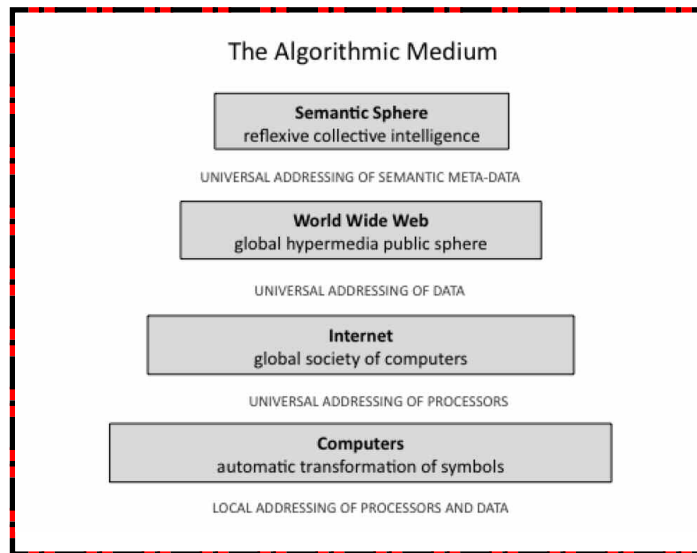 The Algorithmic Medium
Semantic Sphere
reflexive collective intelligence
UNIVERSAL ADDRESSING OF SEMANTIC META-DATA
World Wide Web
global hypermedia public sphere
UNIVERSAL ADDRESSING OF DATA
Internet
global society of computers
UNIVERSAL ADDRESSING OF PROCESSORS
Computers
automatic transformation of symbols
LOCAL ADDRESSING OF PROCESSORS AND DATA